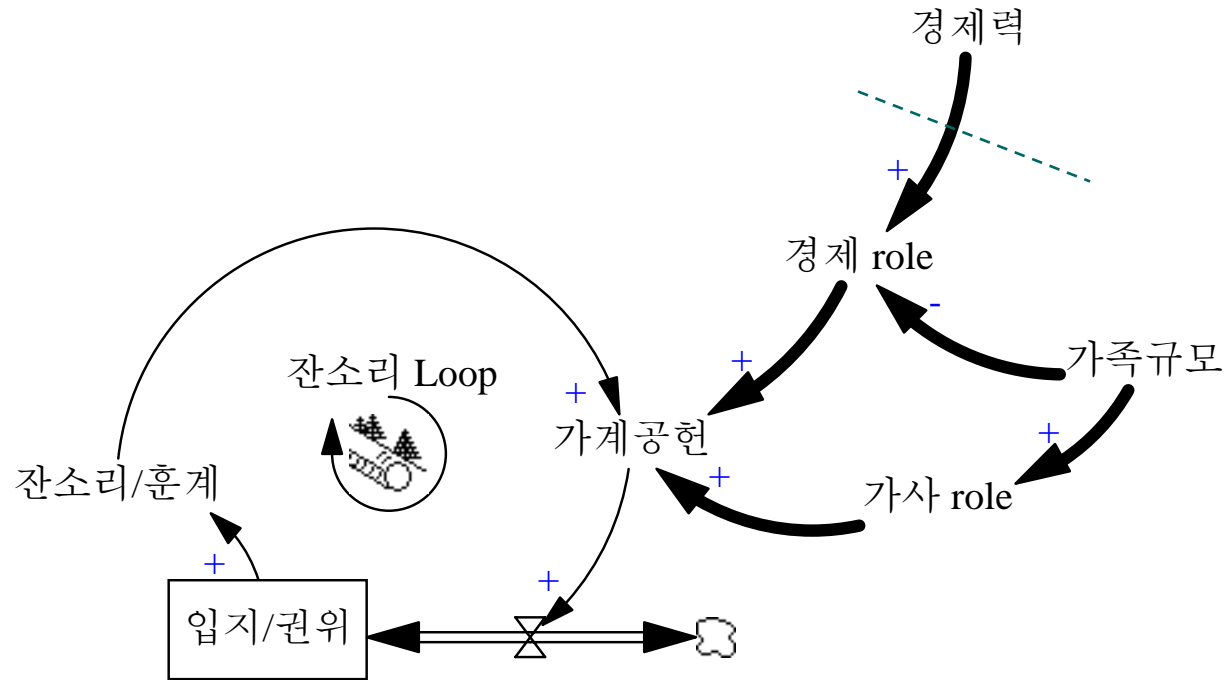 경제력
+
경제 role
-
+
가족규모
잔소리 Loop
+
가계공헌
+
+
잔소리/훈계
가사 role
+
+
입지/권위